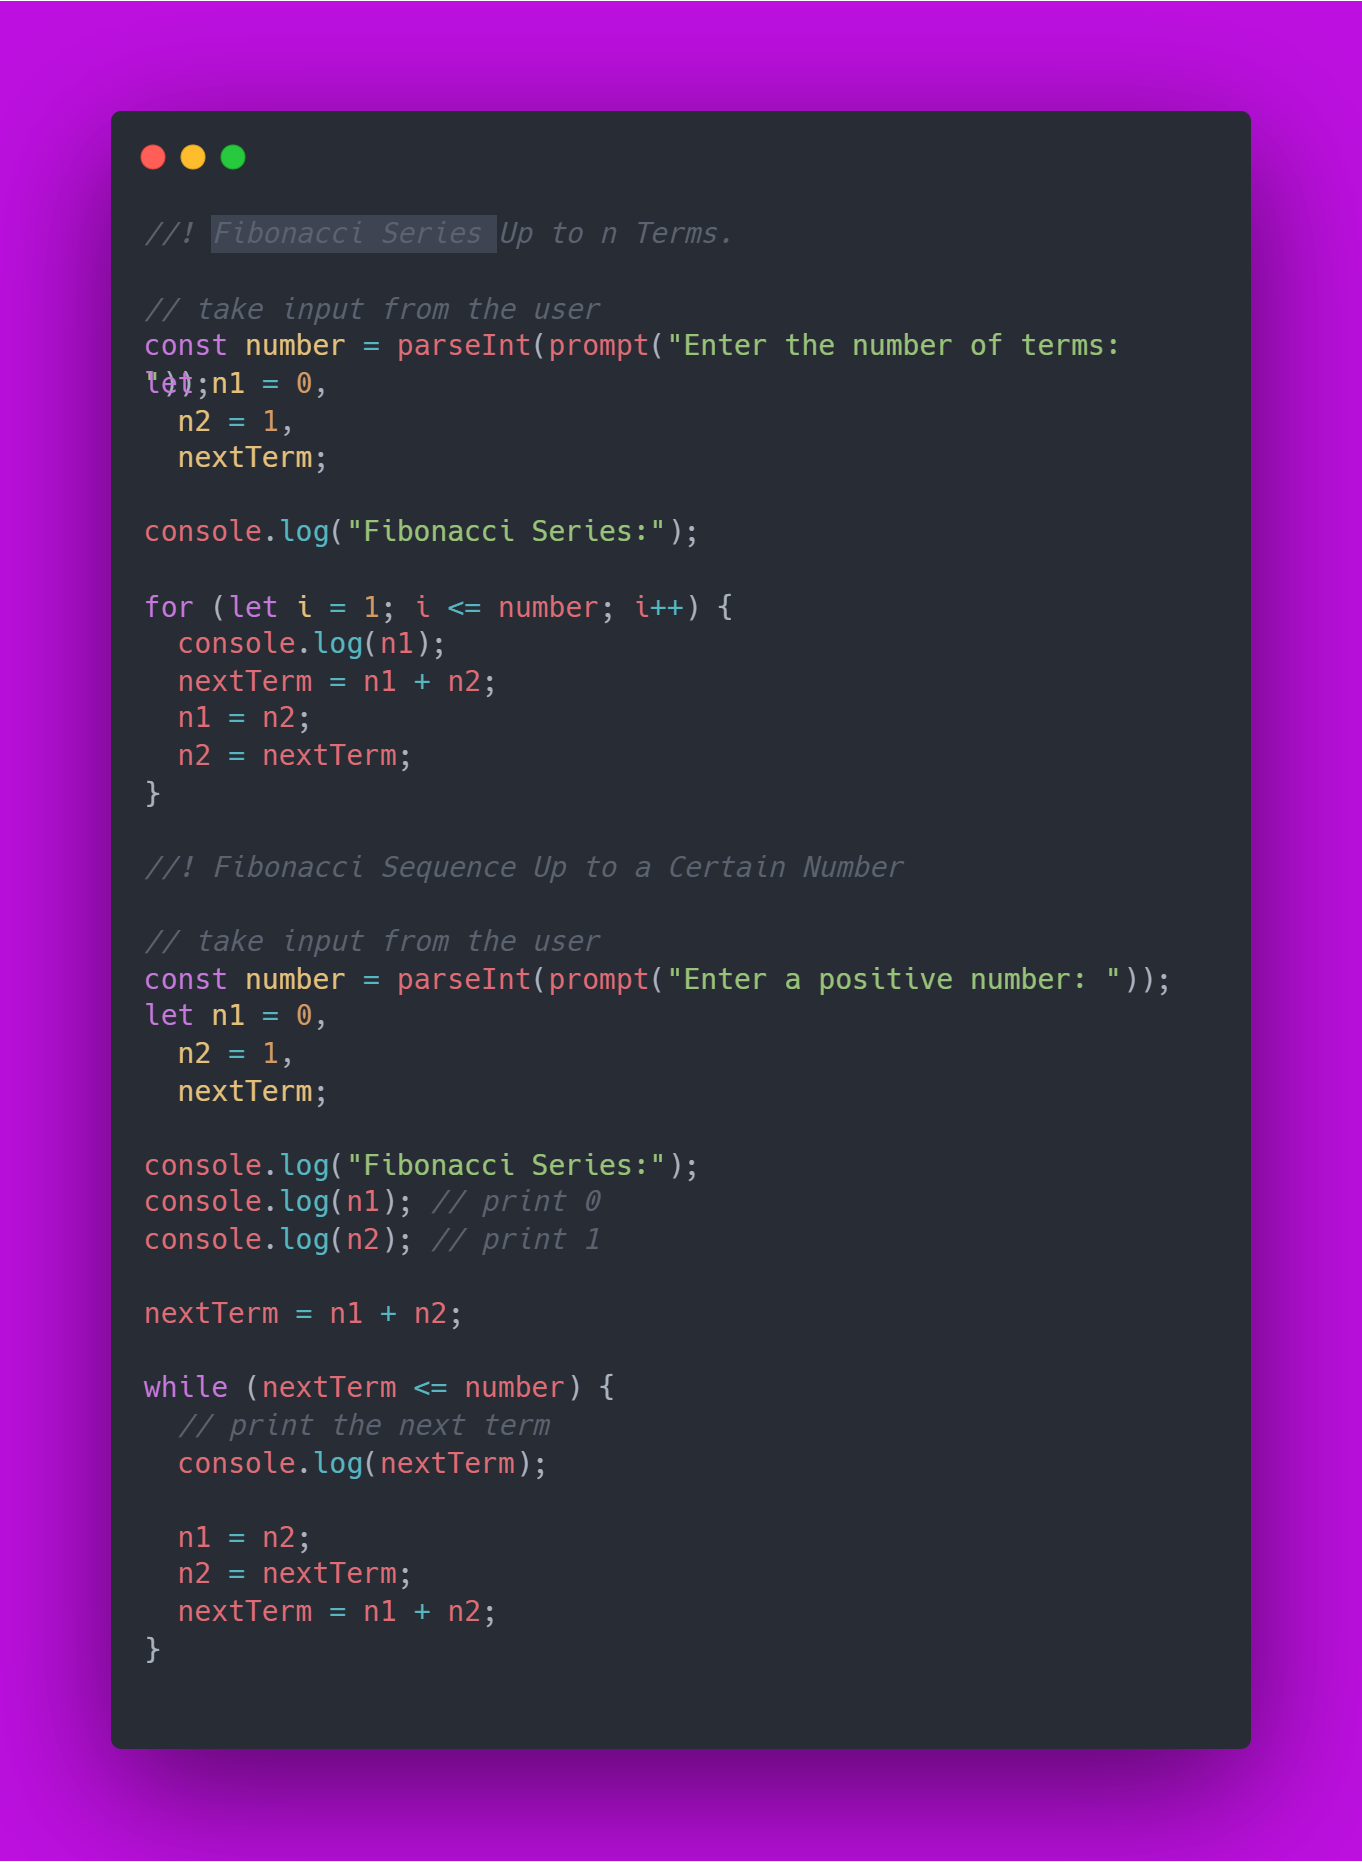 //! Fibonacci Series Up to n Terms.

// take input from the user
const number = parseInt(prompt("Enter the number of terms:
"));
let n1 = 0,
  n2 = 1,
  nextTerm;

console.log("Fibonacci Series:");

for (let i = 1; i <= number; i++) {
  console.log(n1);
  nextTerm = n1 + n2;
  n1 = n2;
  n2 = nextTerm;
}

//! Fibonacci Sequence Up to a Certain Number

// take input from the user
const number = parseInt(prompt("Enter a positive number: "));
let n1 = 0,
  n2 = 1,
  nextTerm;

console.log("Fibonacci Series:");
console.log(n1); // print 0
console.log(n2); // print 1

nextTerm = n1 + n2;

while (nextTerm <= number) {
  // print the next term
  console.log(nextTerm);

  n1 = n2;
  n2 = nextTerm;
  nextTerm = n1 + n2;
}